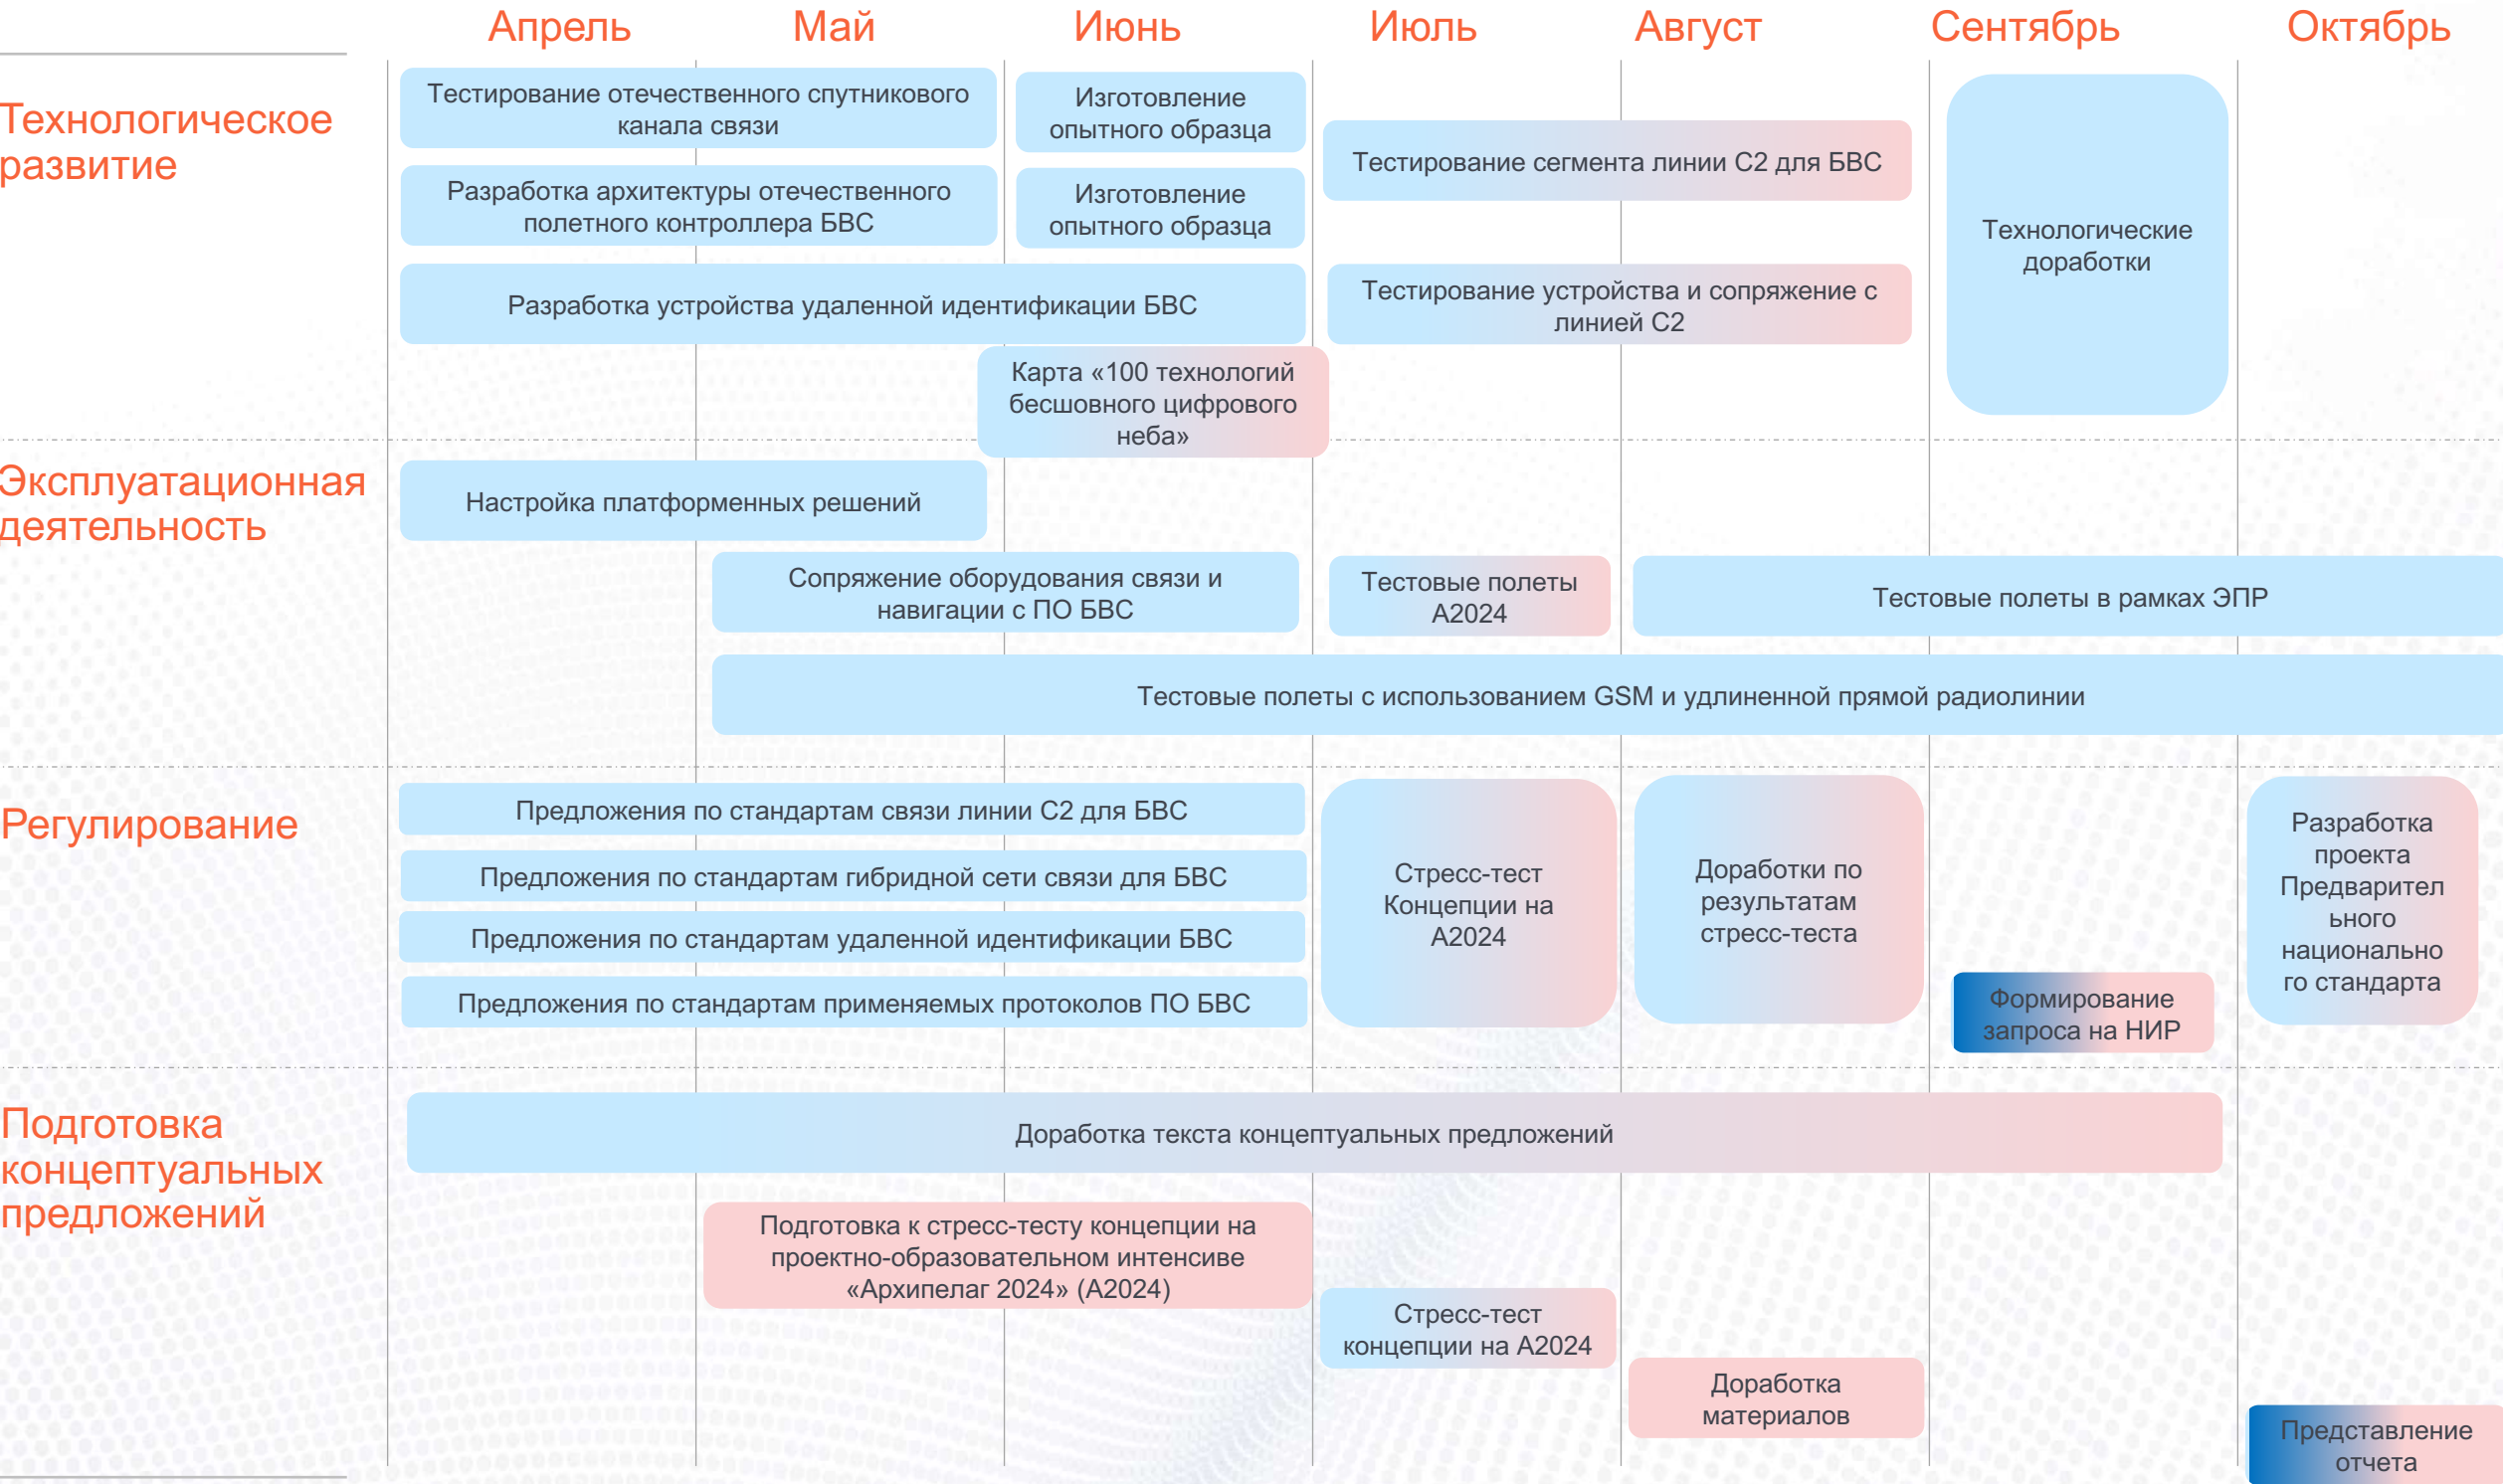 Апрель
Май
Июнь
Июль
Август
Сентябрь
Октябрь
Технологическое
развитие
Тестирование отечественного спутникового
канала связи
Изготовление
опытного образца
Тестирование сегмента линии С2 для БВС
Технологические
доработки
Разработка архитектуры отечественного
полетного контроллера БВС
Изготовление
опытного образца
Разработка устройства удаленной идентификации БВС
Тестирование устройства и сопряжение с
линией С2
Карта «100 технологий
бесшовного цифрового
неба»
Эксплуатационная
деятельность
Настройка платформенных решений
Сопряжение оборудования связи и
навигации с ПО БВС
Тестовые полеты
А2024
Тестовые полеты в рамках ЭПР
Тестовые полеты с использованием GSM и удлиненной прямой радиолинии
Регулирование
Предложения по стандартам связи линии С2 для БВС
Предложения по стандартам гибридной сети связи для БВС
Предложения по стандартам удаленной идентификации БВС
Предложения по стандартам применяемых протоколов ПО БВС
Стресс-тест
Концепции на
А2024
Доработки по
результатам
стресс-теста
Формирование
запроса на НИР
Разработка
проекта
Предварител
ьного
национально
го стандарта
Подготовка
концептуальных
предложений
Доработка текста концептуальных предложений
Подготовка к стресс-тесту концепции на
проектно-образовательном интенсиве
«Архипелаг 2024» (А2024)
Стресс-тест
концепции на А2024
Доработка
материалов
Представление
отчета